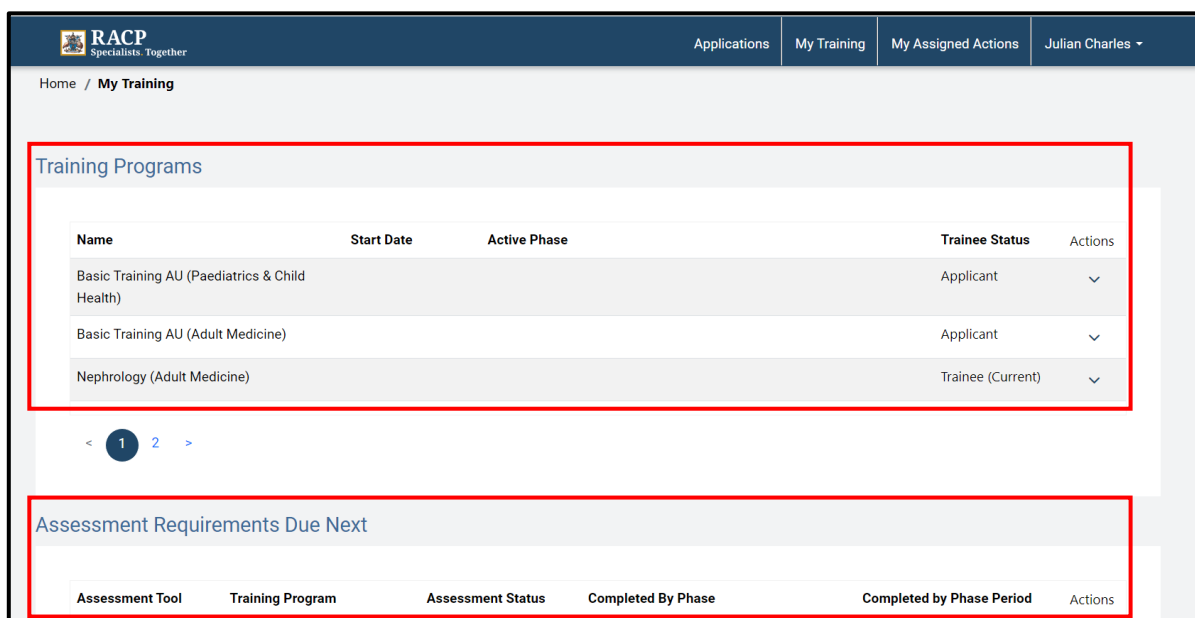 RACP
Specialists. Together
Applications
My Training
My Assigned Actions
Julian Charles
Home / My Training
Training Programs
Name Start Date Active Phase Trainee Status Actions
Basic Training AU (Paediatrics & Child Applicant
Health)
Basic Training AU (Adult Medicine) Applicant
Nephrology (Adult Medicine) Trainee (Current)
< 1 2 >
Assessment Requirements Due Next
Assessment Tool Training Program Assessment Status Completed By Phase Completed by Phase Period Actions